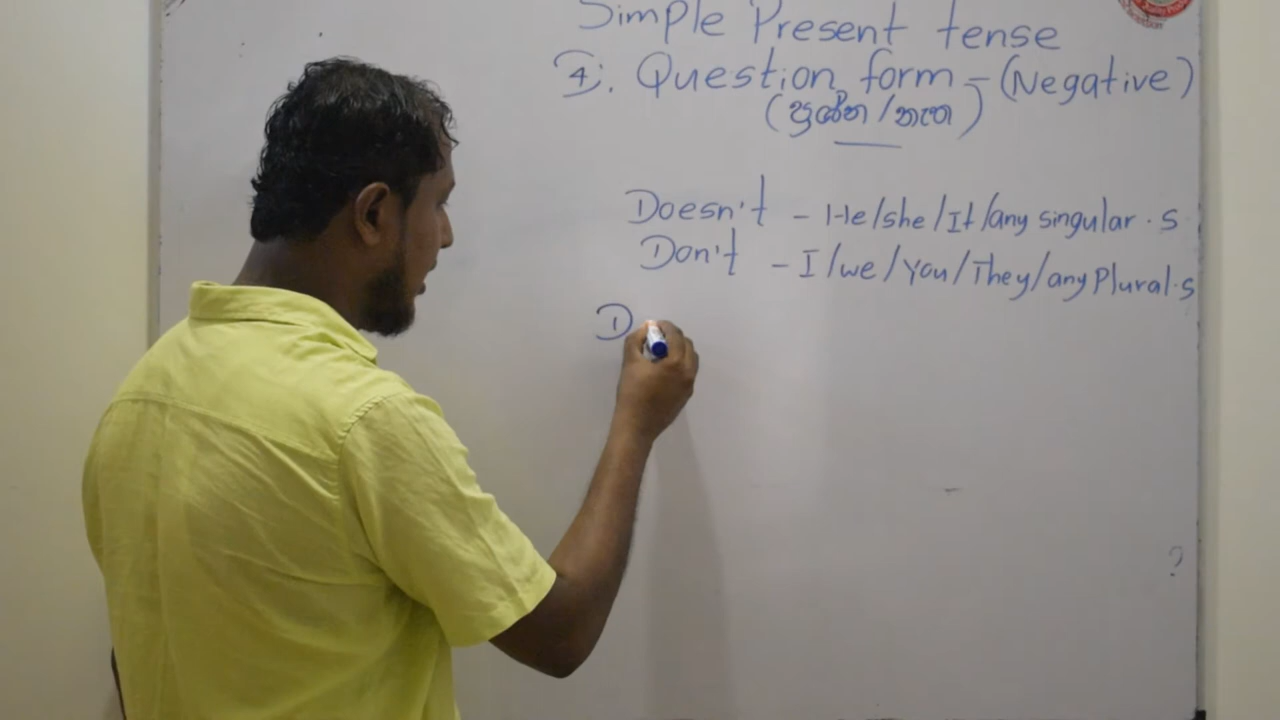 Simple Present tense
④. Question form - (Negative)
(ප්‍රශ්න / නැත)
Doesn't - He/she/It/any singular.s
Don't - I/we/You/They/any Plural.s
D
?